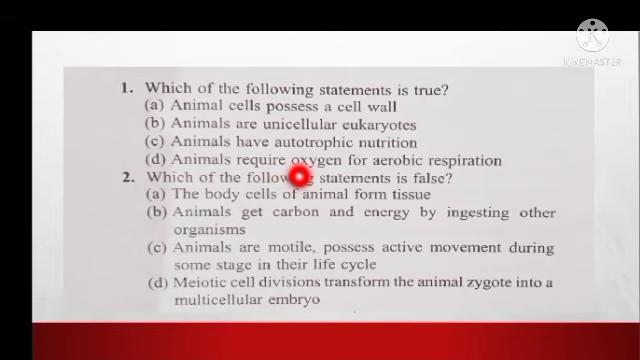 KINEMASTER
1. Which of the following statements is true?
(a) Animal cells possess a cell wall
(b) Animals are unicellular eukaryotes
(c) Animals have autotrophic nutrition
(d) Animals require oxygen for aerobic respiration
2. Which of the following statements is false?
(a) The body cells of animal form tissue
(b) Animals get carbon and energy by ingesting other
organisms
(c) Animals are motile, possess active movement during
some stage in their life cycle
(d) Meiotic cell divisions transform the animal zygote into a
multicellular embryo